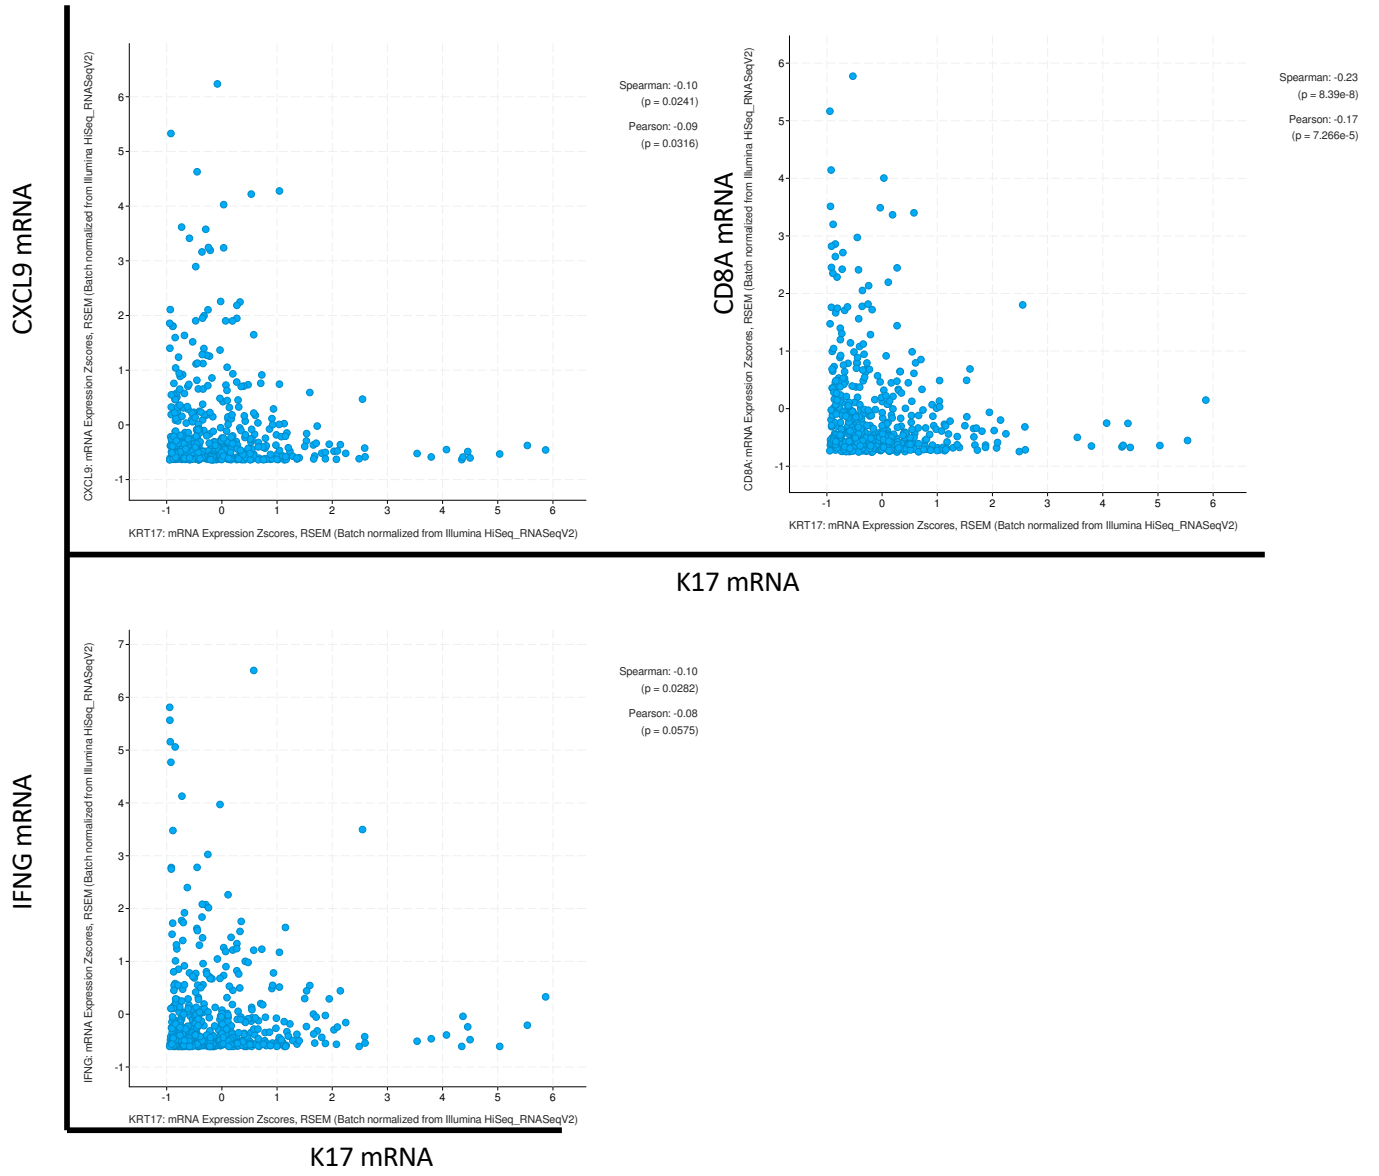 CXCL9 mRNA
CXCL9: mRNA Expression Zscores, RSEM (Batch normalized from Illumina HiSeq_RNASeqV2)
6
5
4
3
2
1
0
-1
-1 0 1 2 3 4 5 6
KRT17: mRNA Expression Zscores, RSEM (Batch normalized from Illumina HiSeq_RNASeqV2)
Spearman: -0.10
(p = 0.0241)
Pearson: -0.09
(p = 0.0316)
CD8A mRNA
CD8A: mRNA Expression Zscores, RSEM (Batch normalized from Illumina HiSeq_RNASeqV2)
6
5
4
3
2
1
0
-1
-1 0 1 2 3 4 5 6
KRT17: mRNA Expression Zscores, RSEM (Batch normalized from Illumina HiSeq_RNASeqV2)
Spearman: -0.23
(p = 8.39e-8)
Pearson: -0.17
(p = 7.266e-5)
K17 mRNA
IFNG mRNA
IFNG: mRNA Expression Zscores, RSEM (Batch normalized from Illumina HiSeq_RNASeqV2)
7
6
5
4
3
2
1
0
-1
-1 0 1 2 3 4 5 6
KRT17: mRNA Expression Zscores, RSEM (Batch normalized from Illumina HiSeq_RNASeqV2)
Spearman: -0.10
(p = 0.0282)
Pearson: -0.08
(p = 0.0575)
K17 mRNA